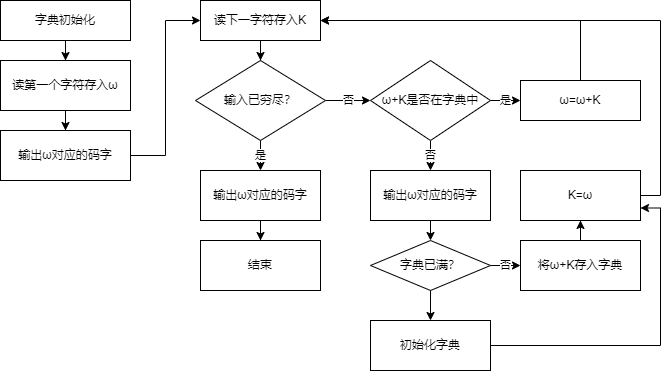 字典初始化
读第一个字符存入ω
输出ω对应的码字
读下一字符存入K
输入已穷尽？
否
ω+K是否在字典中
是
ω=ω+K
是
否
输出ω对应的码字
输出ω对应的码字
K=ω
结束
字典已满？
否
将ω+K存入字典
初始化字典